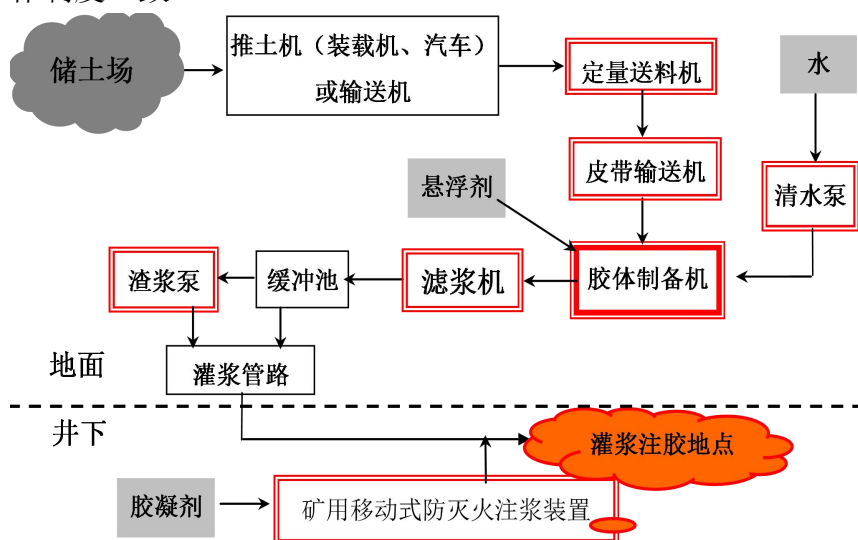 储土场
推土机（装载机、汽车）
或输送机
定量送料机
水
皮带输送机
悬浮剂
清水泵
渣浆泵
缓冲池
滤浆机
胶体制备机
地面
灌浆管路
井下
灌浆注胶地点
胶凝剂
矿用移动式防灭火注浆装置